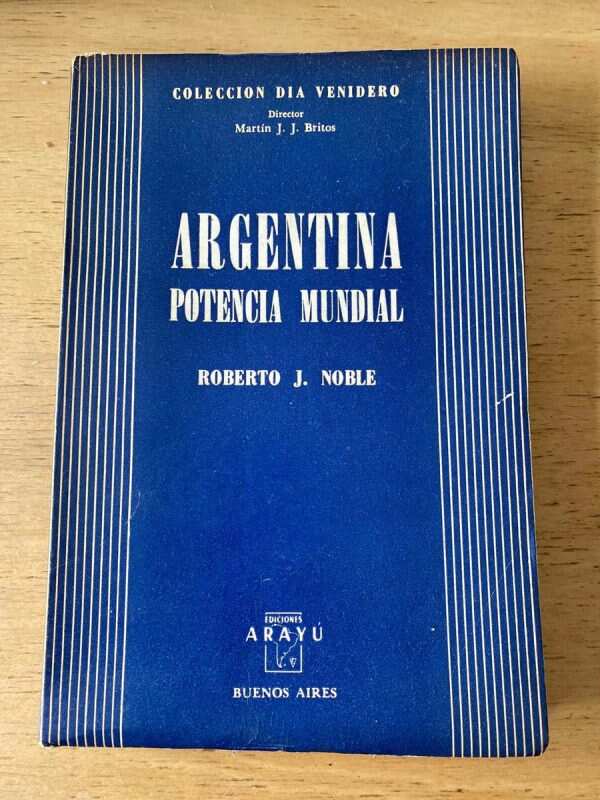 COLECCION DIA VENIDERO
Director
Martín J. J. Britos
ARGENTINA
POTENCIA MUNDIAL
ROBERTO J. NOBLE
EDICIONES
ARAYÚ
BUENOS AIRES